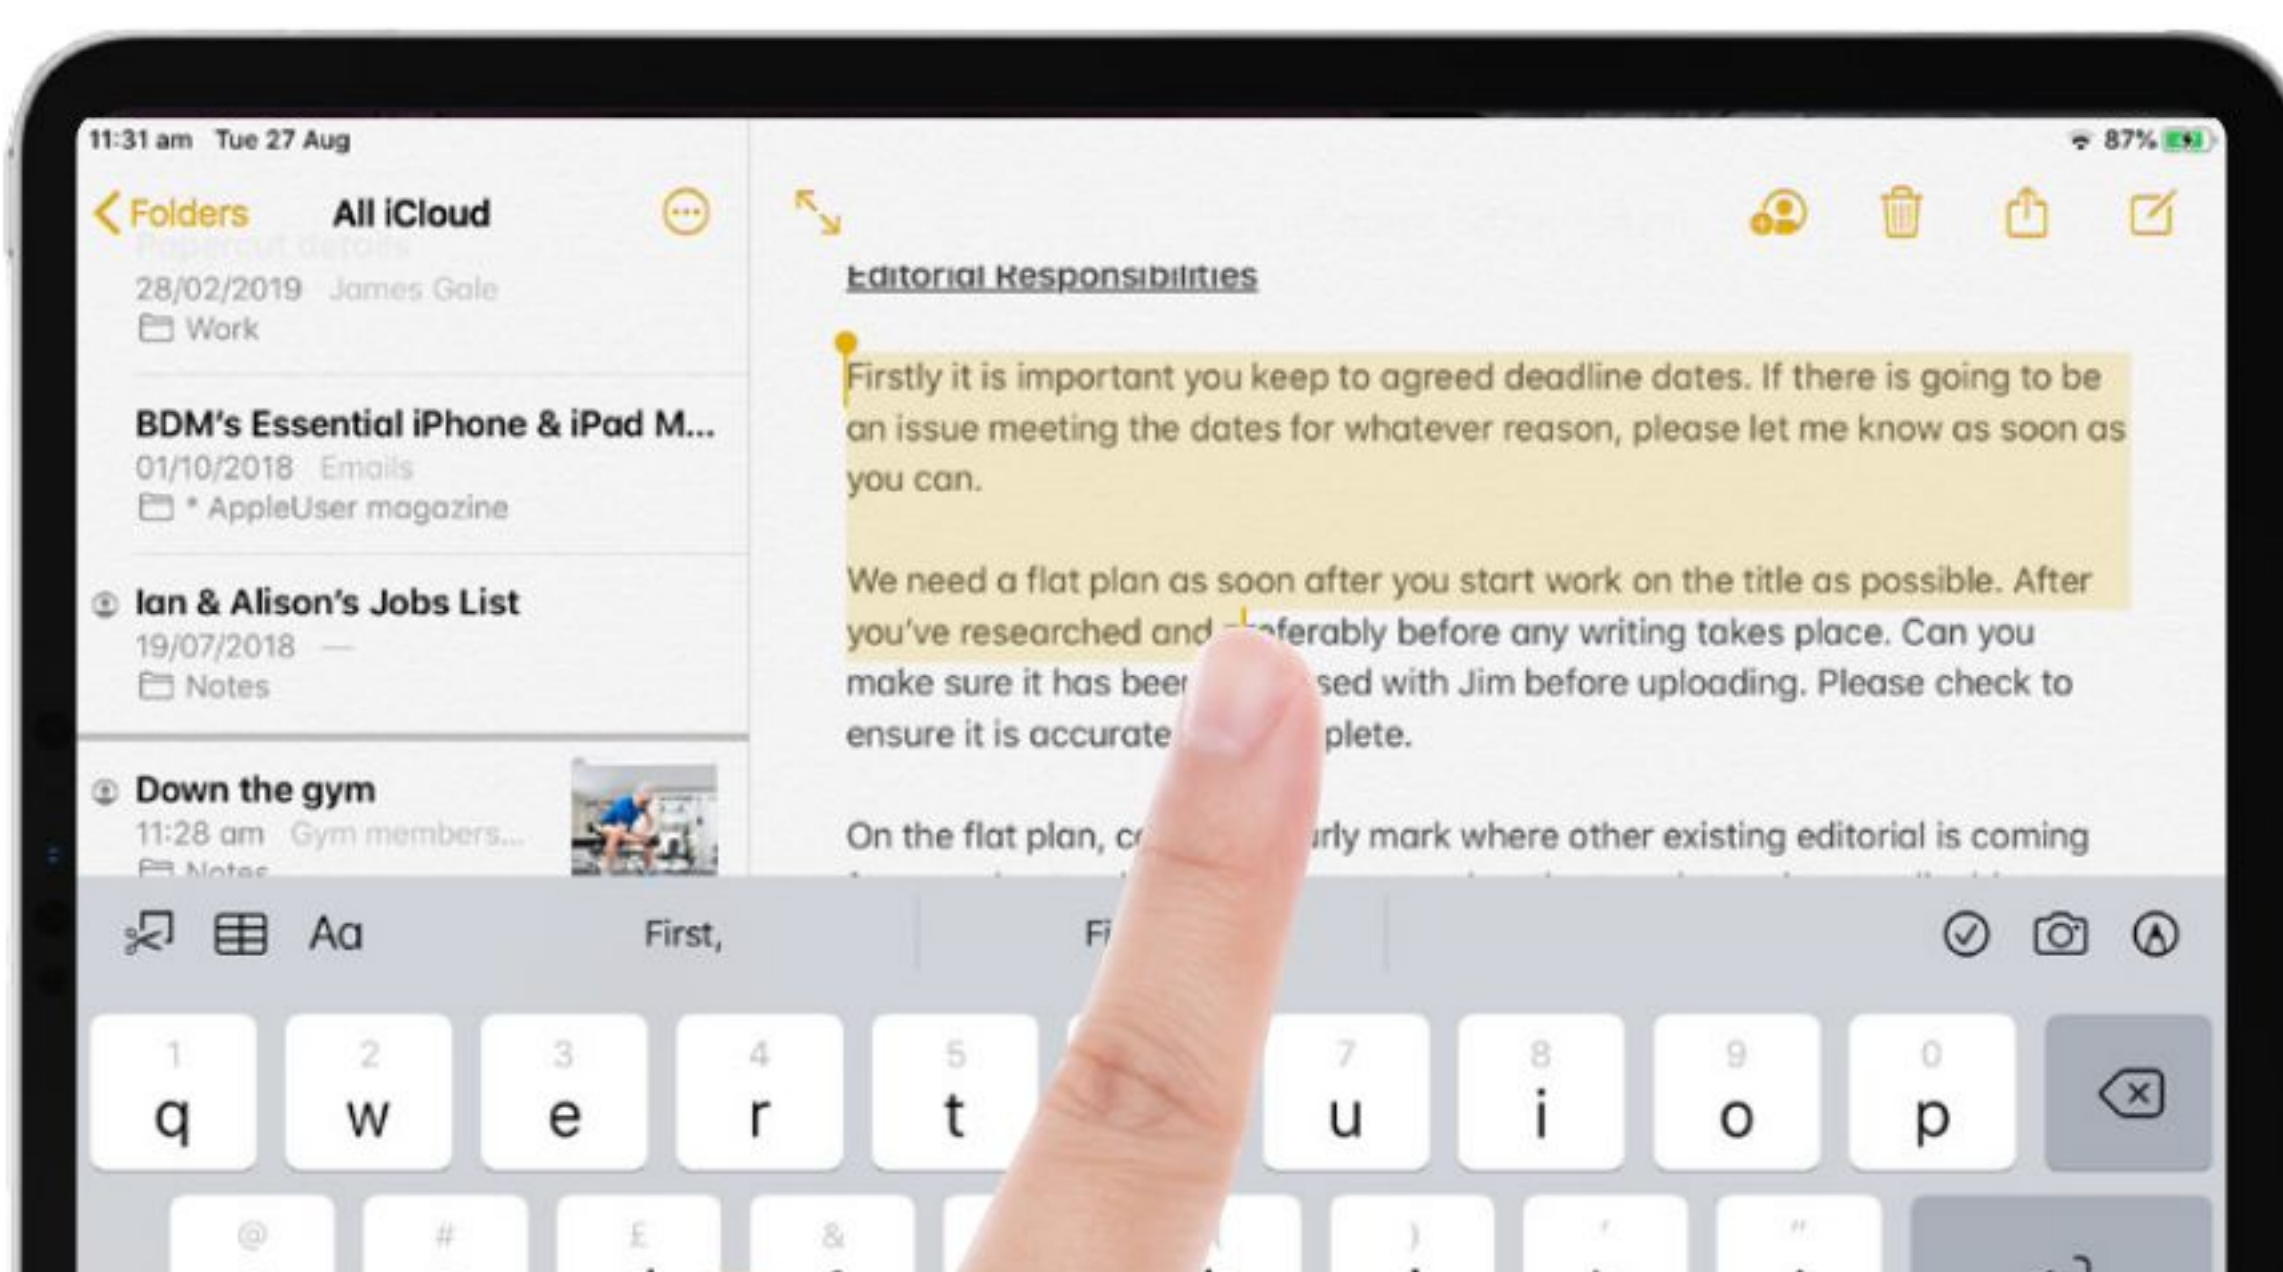 11:31 am Tue 27 Aug
87%
Folders All iCloud
Papercut details
28/02/2019 James Gale
Work
BDM's Essential iPhone & iPad M...
01/10/2018 Emails
* AppleUser magazine
Ian & Alison's Jobs List
19/07/2018 —
Notes
Down the gym
11:28 am Gym members...
Notes
Editorial Responsibilities
Firstly it is important you keep to agreed deadline dates. If there is going to be
an issue meeting the dates for whatever reason, please let me know as soon as
you can.
We need a flat plan as soon after you start work on the title as possible. After
you've researched and preferably before any writing takes place. Can you
make sure it has been sed with Jim before uploading. Please check to
ensure it is accurate plete.
On the flat plan, rly mark where other existing editorial is coming
Aa First, Fi
1 2 3 4 5 7 8 9 0
q w e r t u i o p
@ # £ & ) ' "